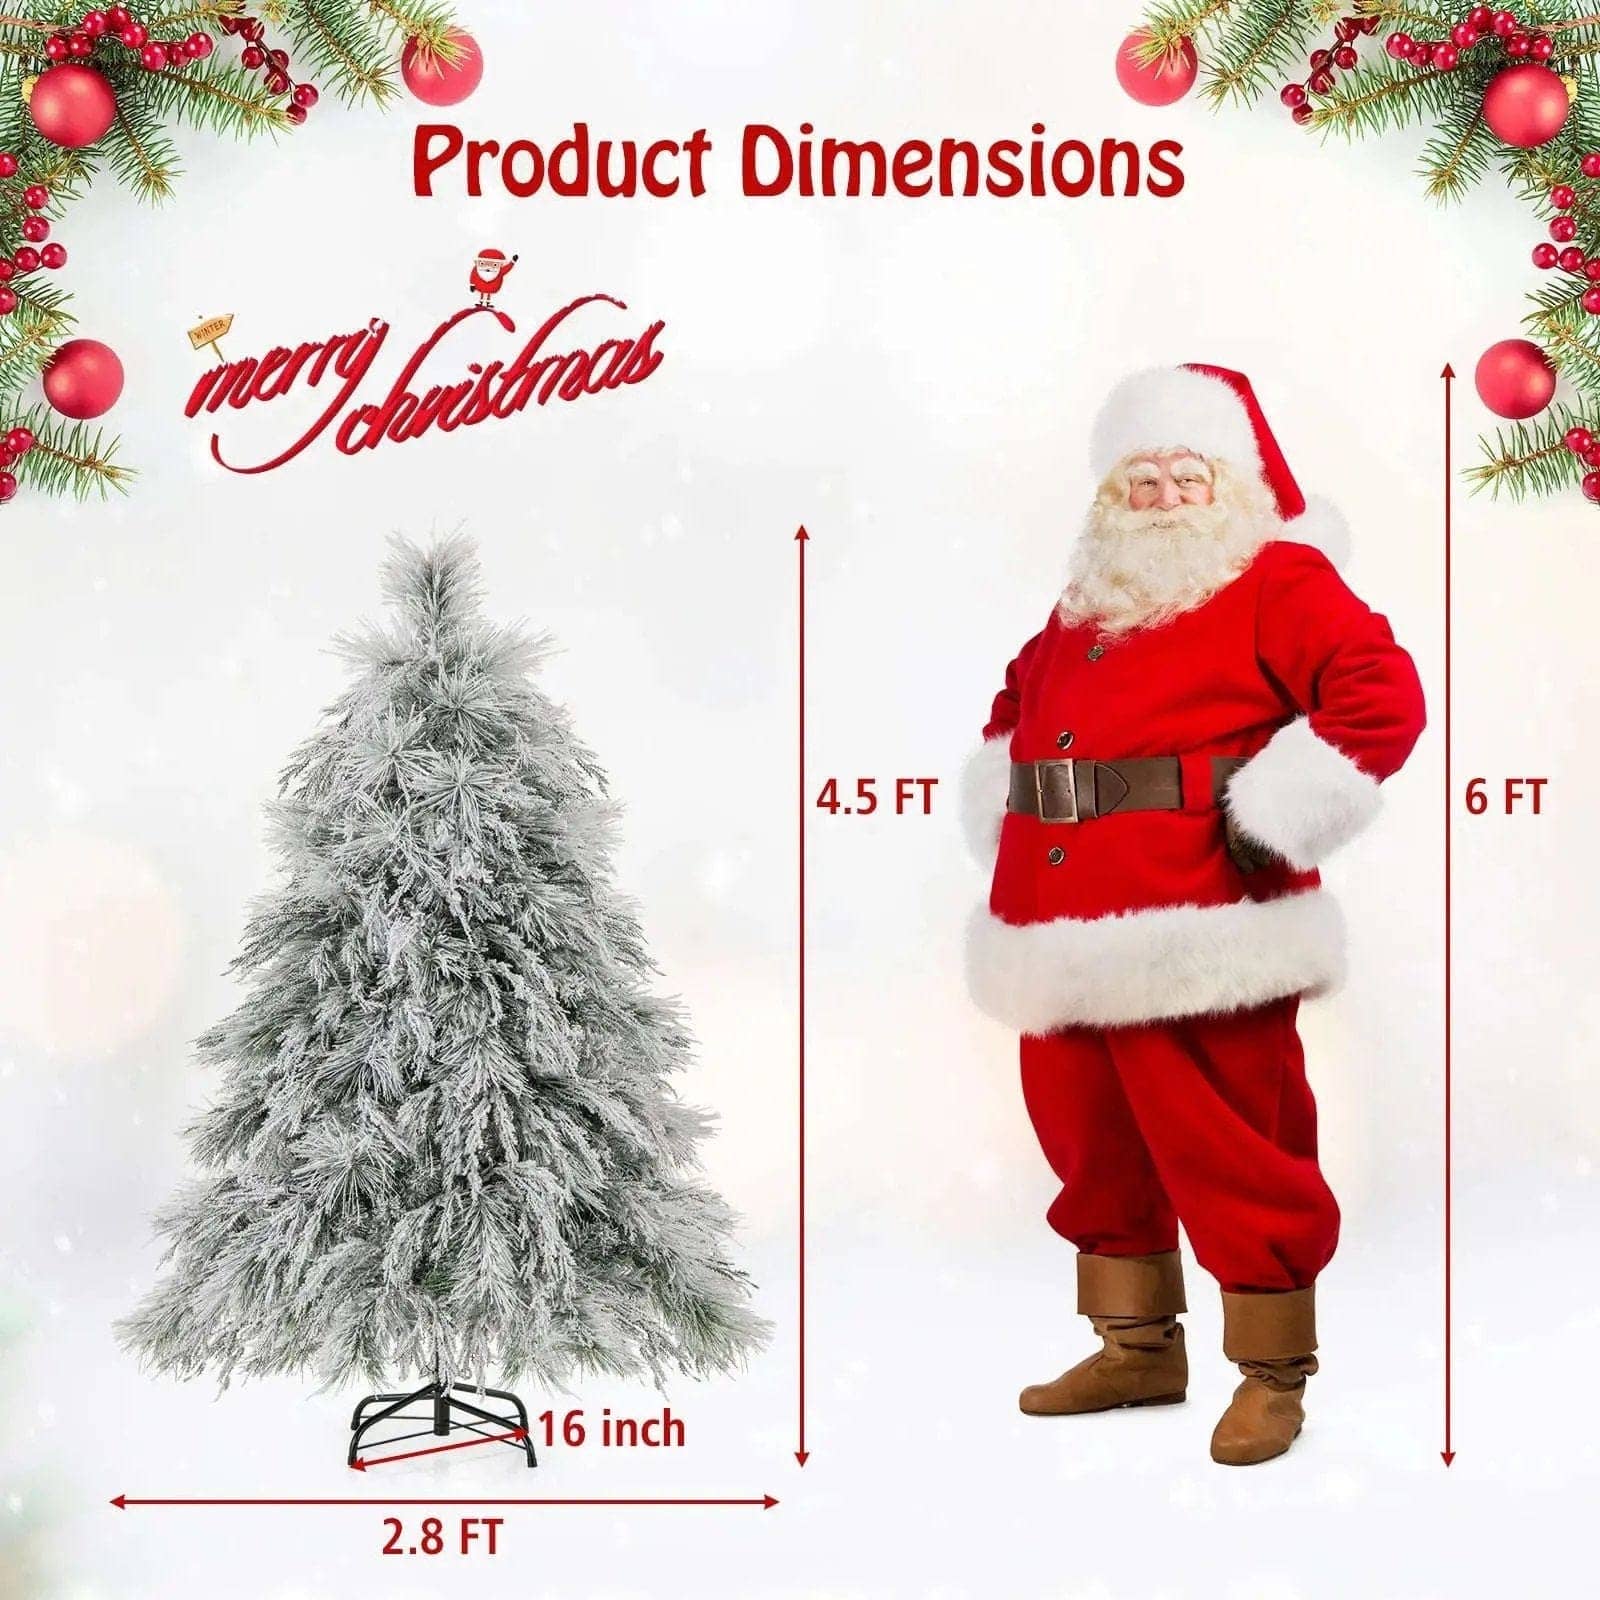 Product Dimensions
WINTER
merry
christmas
4.5 FT
6 FT
16 inch
2.8 FT